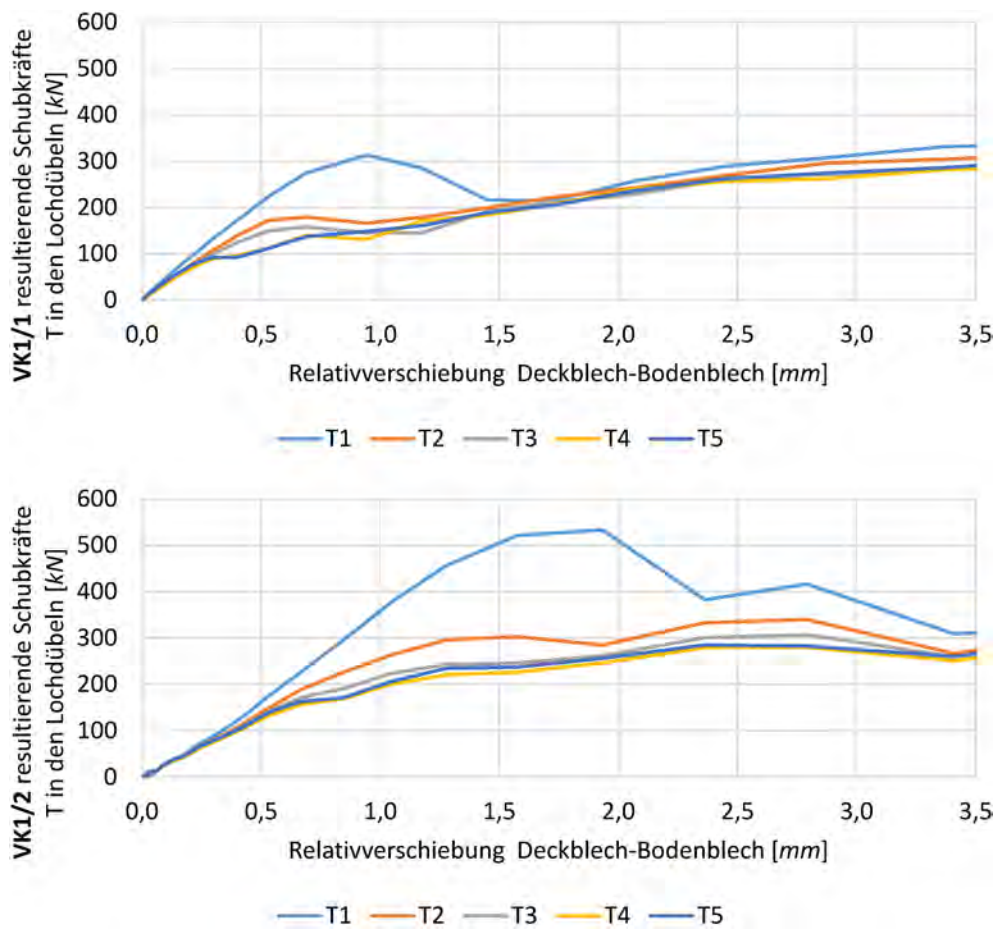 VK1/1 resultierende Schubkräfte
T in den Lochdübeln [kN]
600
500
400
300
200
100
0
0,0 0,5 1,0 1,5 2,0 2,5 3,0 3,5
Relativverschiebung Deckblech-Bodenblech [mm]
T1 T2 T3 T4 T5
VK1/2 resultierende Schubkräfte
T in den Lochdübeln [kN]
600
500
400
300
200
100
0
0,0 0,5 1,0 1,5 2,0 2,5 3,0 3,5
Relativverschiebung Deckblech-Bodenblech [mm]
T1 T2 T3 T4 T5